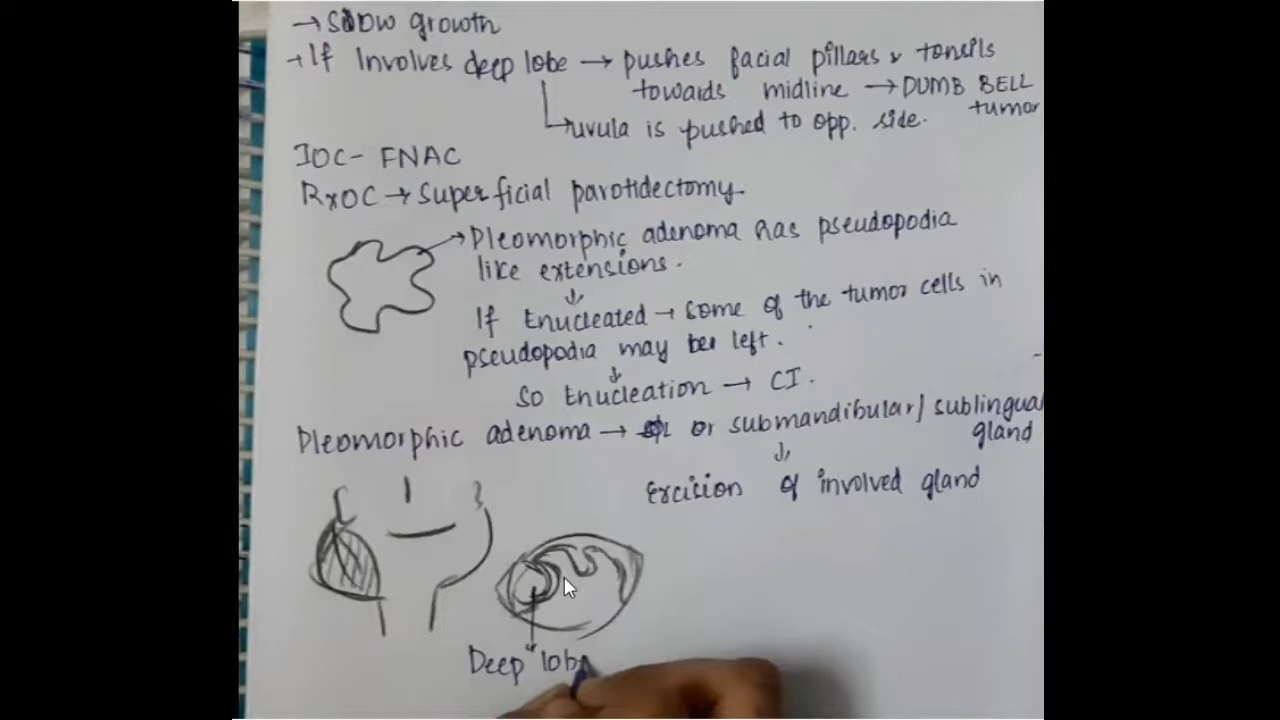 → SLOW growth
→ If Involves deep lobe → pushes facial pillars & tonsils
towards midline → DUMB BELL
tumor
uvula is pushed to opp. side.
IOC- FNAC
RxOC → Superficial parotidectomy.
→ Pleomorphic adenoma has pseudopodia
like extensions.
↓
If Enucleated → some of the tumor cells in
pseudopodia may be left.
↓
So Enucleation → CI.
Pleomorphic adenoma → or submandibular/sublingua
gland
↓
Excision of involved gland
Deep lob